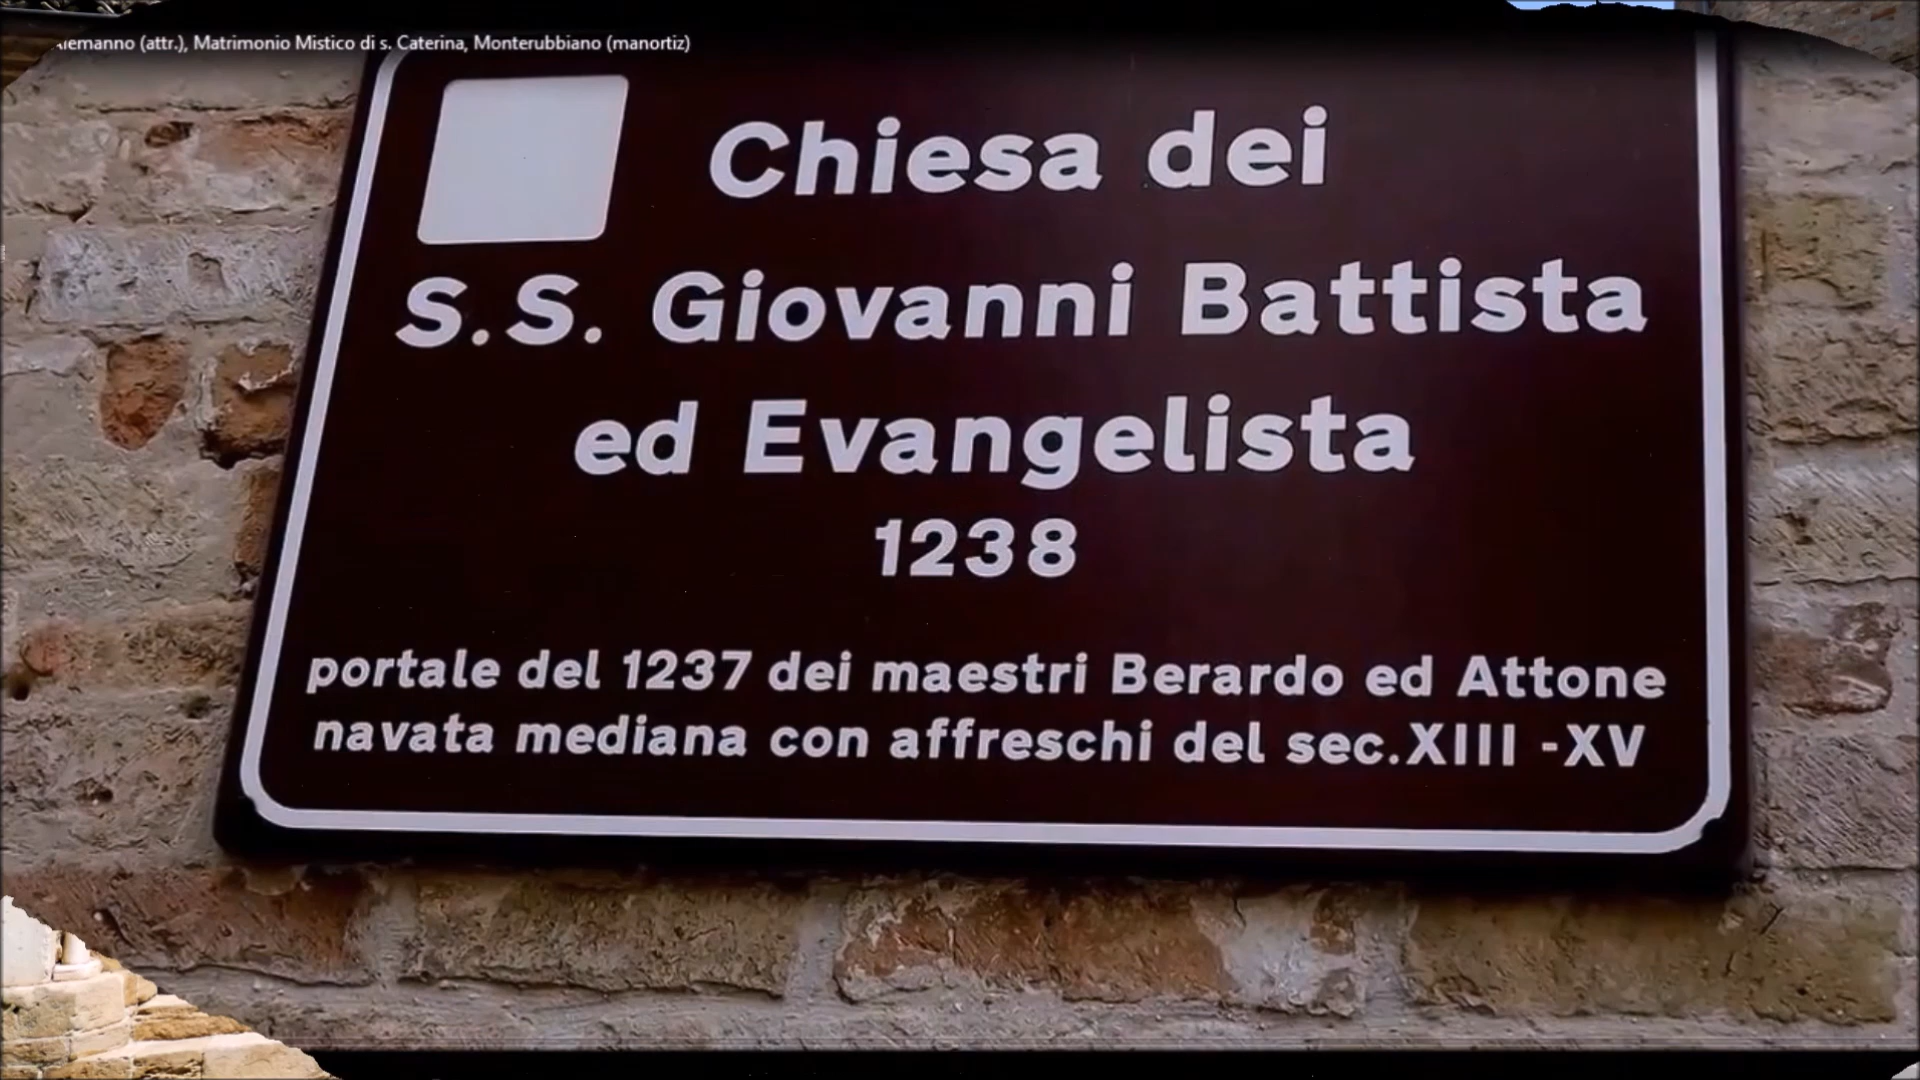 (attr.), Matrimonio Mistico di s. Caterina, Monterubbiano (manortiz)
Chiesa dei
S.S. Giovanni Battista
ed Evangelista
1238
portale del 1237 dei maestri Berardo ed Attone
navata mediana con affreschi del sec.XIII -XV